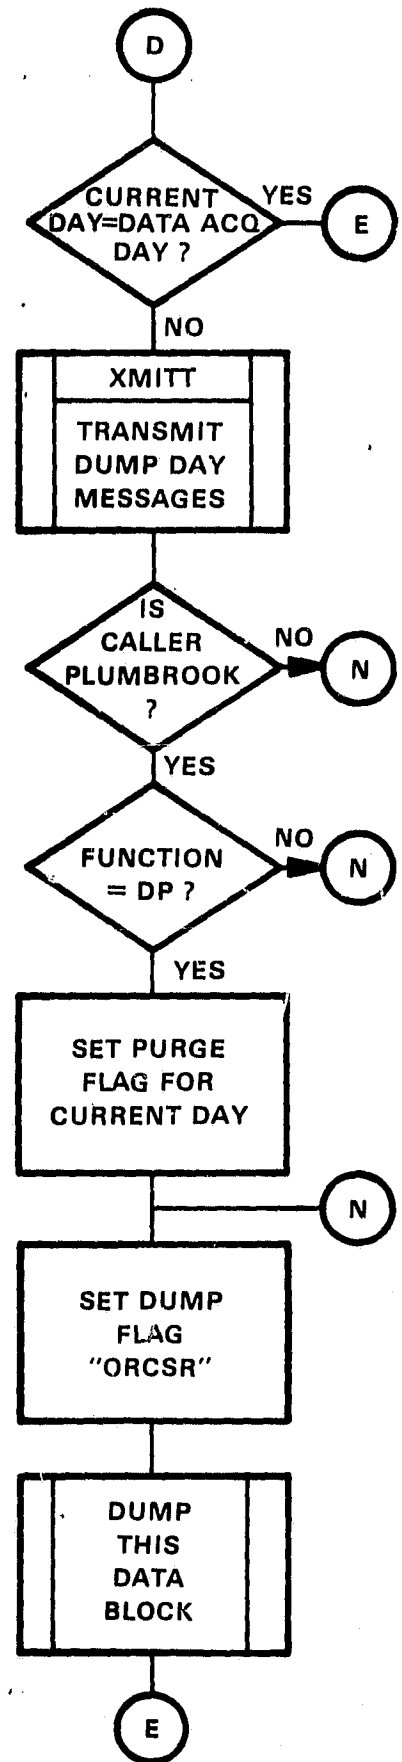 D
CURRENT
DAY=DATA ACQ
DAY ?
YES
E
NO
XMITT
TRANSMIT
DUMP DAY
MESSAGES
IS
CALLER
PLUMBROOK
?
NO
N
YES
FUNCTION
= DP ?
NO
N
YES
SET PURGE
FLAG FOR
CURRENT DAY
N
SET DUMP
FLAG
"ORCSR"
DUMP
THIS
DATA
BLOCK
E